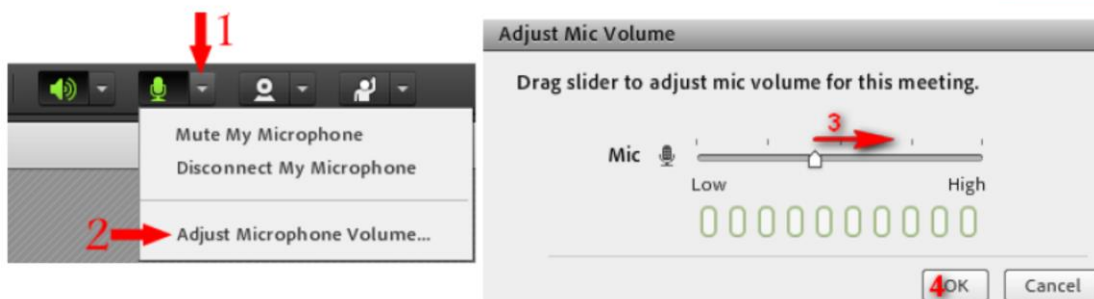 1
Mute My Microphone
Disconnect My Microphone
2
Adjust Microphone Volume...
Adjust Mic Volume
Drag slider to adjust mic volume for this meeting.
3
Mic
Low High
4 OK Cancel